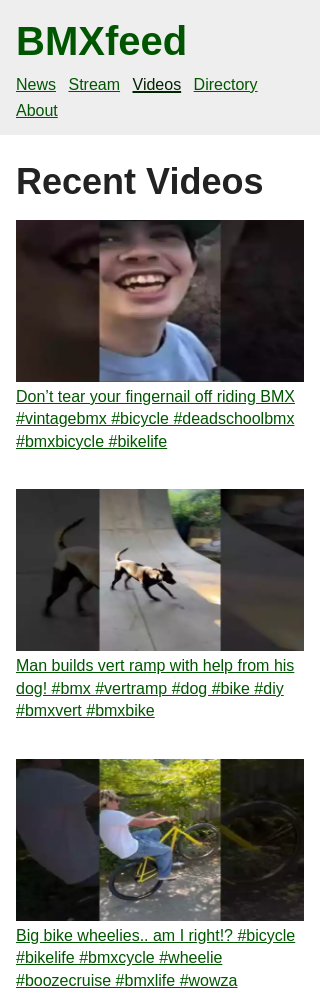 BMXfeed
News Stream Videos Directory
About
Recent Videos
Don’t tear your fingernail off riding BMX
#vintagebmx #bicycle #deadschoolbmx
#bmxbicycle #bikelife
Man builds vert ramp with help from his
dog! #bmx #vertramp #dog #bike #diy
#bmxvert #bmxbike
Big bike wheelies.. am I right!? #bicycle
#bikelife #bmxcycle #wheelie
#boozecruise #bmxlife #wowza